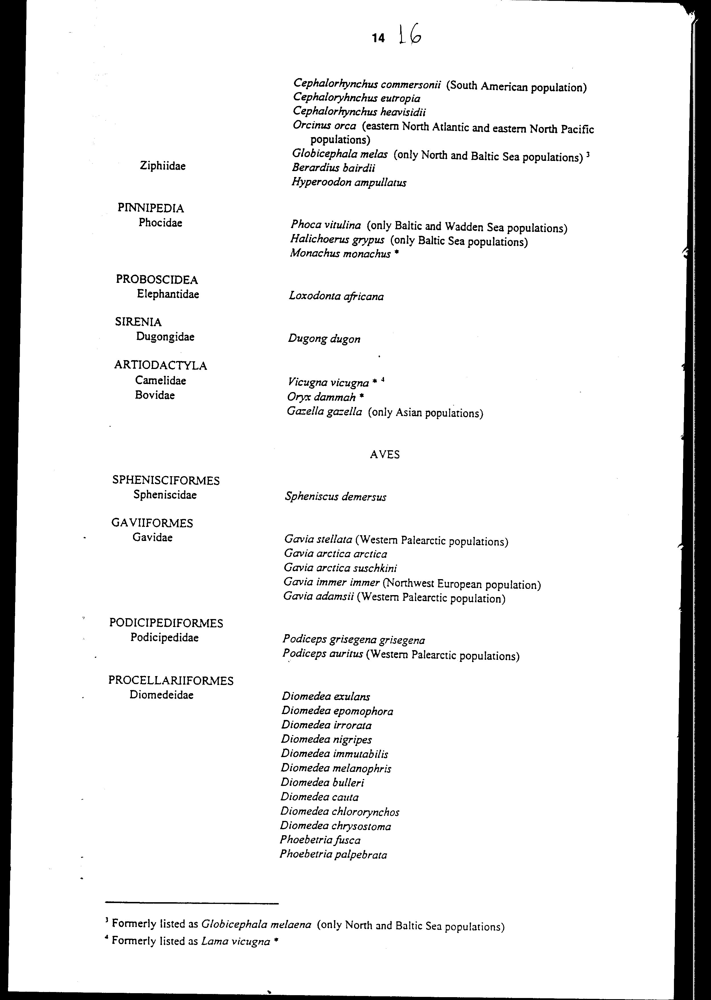 14 16
Cephalorhynchus commersonii (South American population)
Cephaloryhnchus eutropia
Cephalorhynchus heavisidii
Orcinus orca (eastern North Atlantic and eastern North Pacific
populations)
Globicephala melas (only North and Baltic Sea populations) ³
Ziphiidae Berardius bairdii
Hyperoodon ampullatus
PINNIPEDIA
Phocidae Phoca vitulina (only Baltic and Wadden Sea populations)
Halichoerus grypus (only Baltic Sea populations)
Monachus monachus *
PROBOSCIDEA
Elephantidae Loxodonta africana
SIRENIA
Dugongidae Dugong dugon
ARTIODACTYLA
Camelidae Vicugna vicugna * ⁴
Bovidae Oryx dammah *
Gazella gazella (only Asian populations)
AVES
SPHENISCIFORMES
Spheniscidae Spheniscus demersus
GAVIIFORMES
Gavidae Gavia stellata (Western Palearctic populations)
Gavia arctica arctica
Gavia arctica suschkini
Gavia immer immer (Northwest European population)
Gavia adamsii (Western Palearctic population)
PODICIPEDIFORMES
Podicipedidae Podiceps grisegena grisegena
Podiceps auritus (Western Palearctic populations)
PROCELLARIIFORMES
Diomedeidae Diomedea exulans
Diomedea epomophora
Diomedea irrorata
Diomedea nigripes
Diomedea immutabilis
Diomedea melanophris
Diomedea bulleri
Diomedea cauta
Diomedea chlororynchos
Diomedea chrysostoma
Phoebetria fusca
Phoebetria palpebrata
³ Formerly listed as Globicephala melaena (only North and Baltic Sea populations)
⁴ Formerly listed as Lama vicugna *